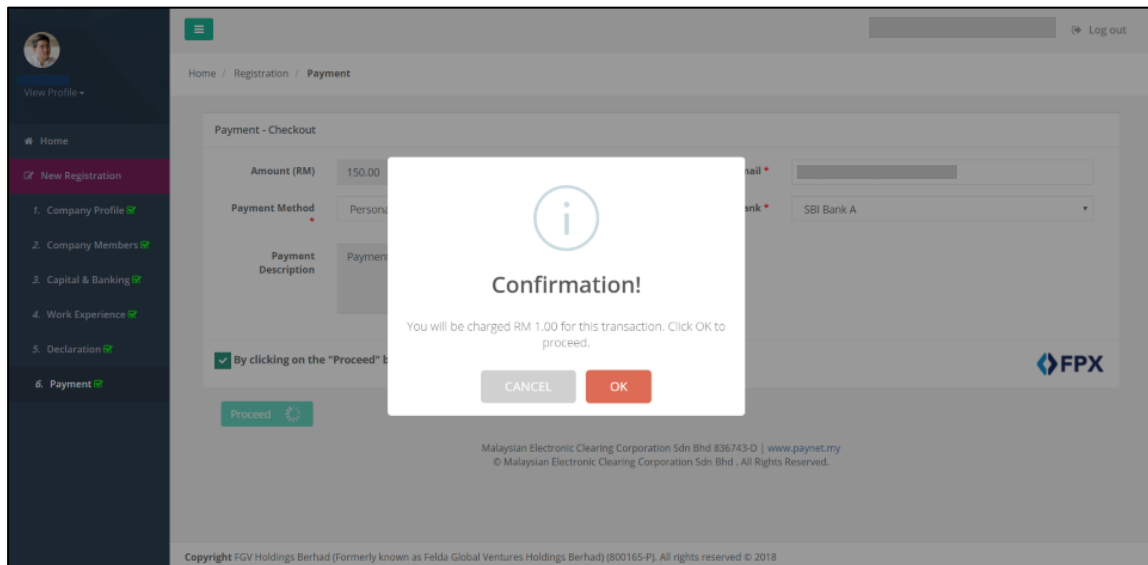 Log out
Home / Registration / Payment
View Profile
Home
New Registration
1. Company Profile
2. Company Members
3. Capital & Banking
4. Work Experience
5. Declaration
6. Payment
Payment - Checkout
Amount (RM) 150.00
Payment Method *
SBI Bank A
Payment Description
Confirmation!
You will be charged RM 1.00 for this transaction. Click OK to
proceed.
CANCEL OK
By clicking on the "Proceed"
FPX
Proceed
Malaysian Electronic Clearing Corporation Sdn Bhd 836743-D | www.paynet.my
© Malaysian Electronic Clearing Corporation Sdn Bhd . All Rights Reserved.
Copyright FGV Holdings Berhad (Formerly known as Felda Global Ventures Holdings Berhad) (800165-P). All rights reserved © 2018